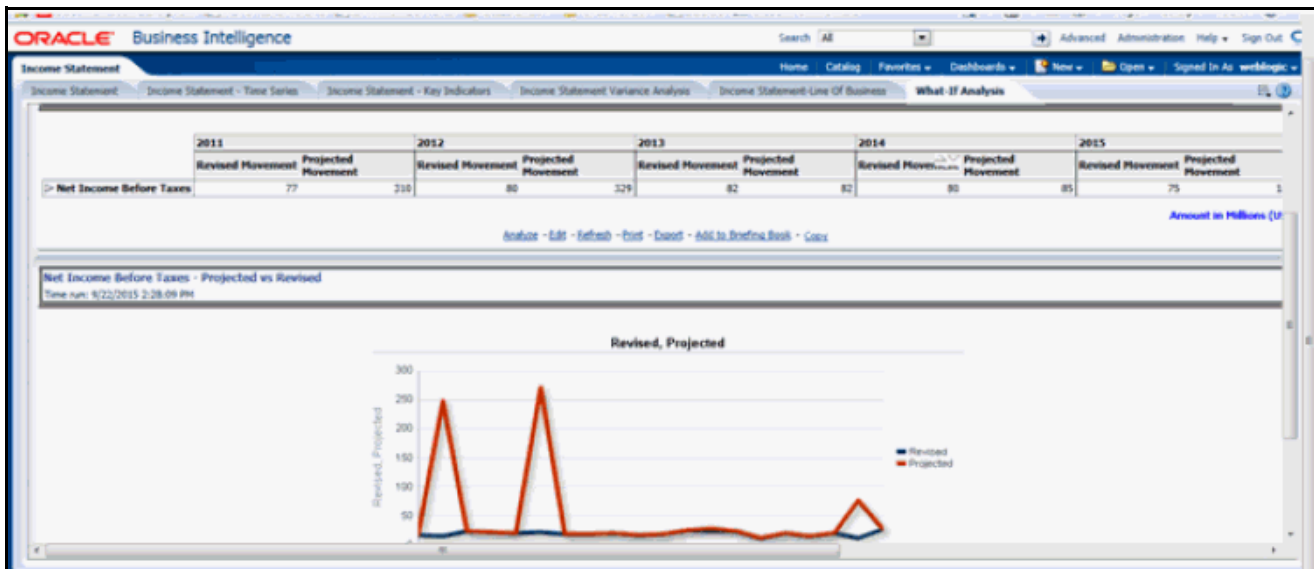 ORACLE Business Intelligence Search All Advanced Administration Help Sign Out
Income Statement Home Catalog Favorites Dashboards New Open Signed In As weblogic
Income Statement Income Statement - Time Series Income Statement - Key Indicators Income Statement Variance Analysis Income Statement-Line Of Business What-If Analysis
2011 2012 2013 2014 2015
Revised Movement Projected Movement Revised Movement Projected Movement Revised Movement Projected Movement Revised Projected Movement Revised Movement Projected Movement
Net Income Before Taxes 77 82 82 80 85 75
Amount in Millions
Analyze - Edit - Refresh - Print - Export - Add to Briefing Book - Copy
Net Income Before Taxes - Projected vs Revised
Time run: 9/22/2015 2:28:09 PM
Revised, Projected
300
250
200
150
100
50
Revised, Projected
Revised
Projected